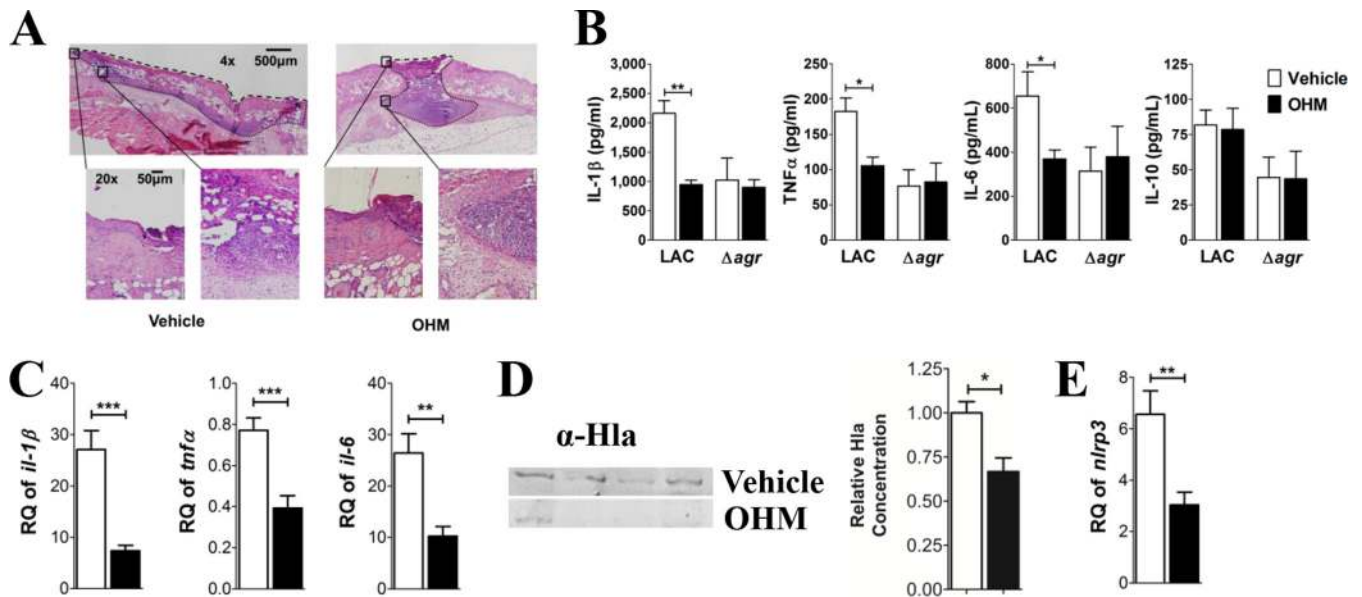 A
4x
500µm
20x
50µm
Vehicle
OHM
B
IL-1β (pg/ml)
3,000
2,500
2,000
1,500
1,000
500
0
**
LAC
Δagr
TNFα (pg/ml)
250
200
150
100
50
0
*
LAC
Δagr
IL-6 (pg/mL)
800
600
400
200
0
*
LAC
Δagr
IL-10 (pg/mL)
125
100
75
50
25
0
LAC
Δagr
Vehicle
OHM
C
RQ of il-1β
40
30
20
10
0
***
RQ of tnfα
1.0
0.8
0.6
0.4
0.2
0.0
***
RQ of il-6
40
30
20
10
0
**
D
α-Hla
Vehicle
OHM
Relative Hla
Concentration
1.25
1.00
0.75
0.50
0.25
0.00
*
E
RQ of nlrp3
8
6
4
2
0
**